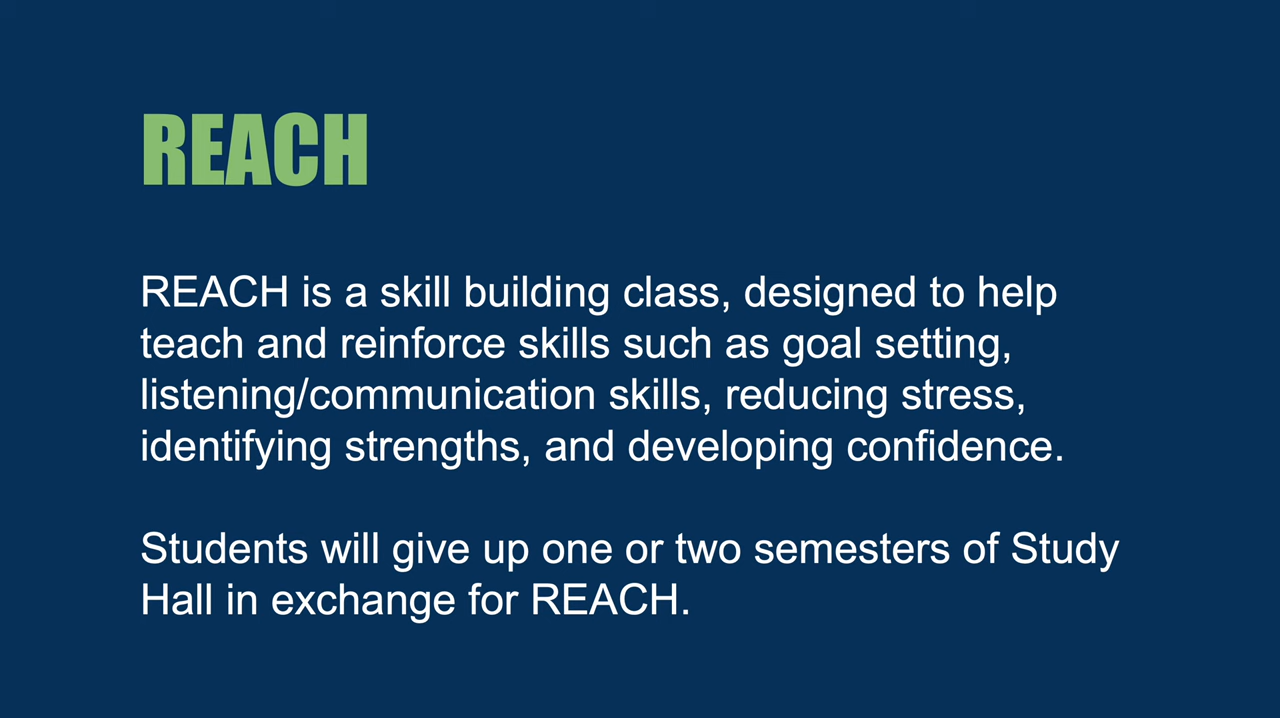 REACH
REACH is a skill building class, designed to help
teach and reinforce skills such as goal setting,
listening/communication skills, reducing stress,
identifying strengths, and developing confidence.
Students will give up one or two semesters of Study
Hall in exchange for REACH.